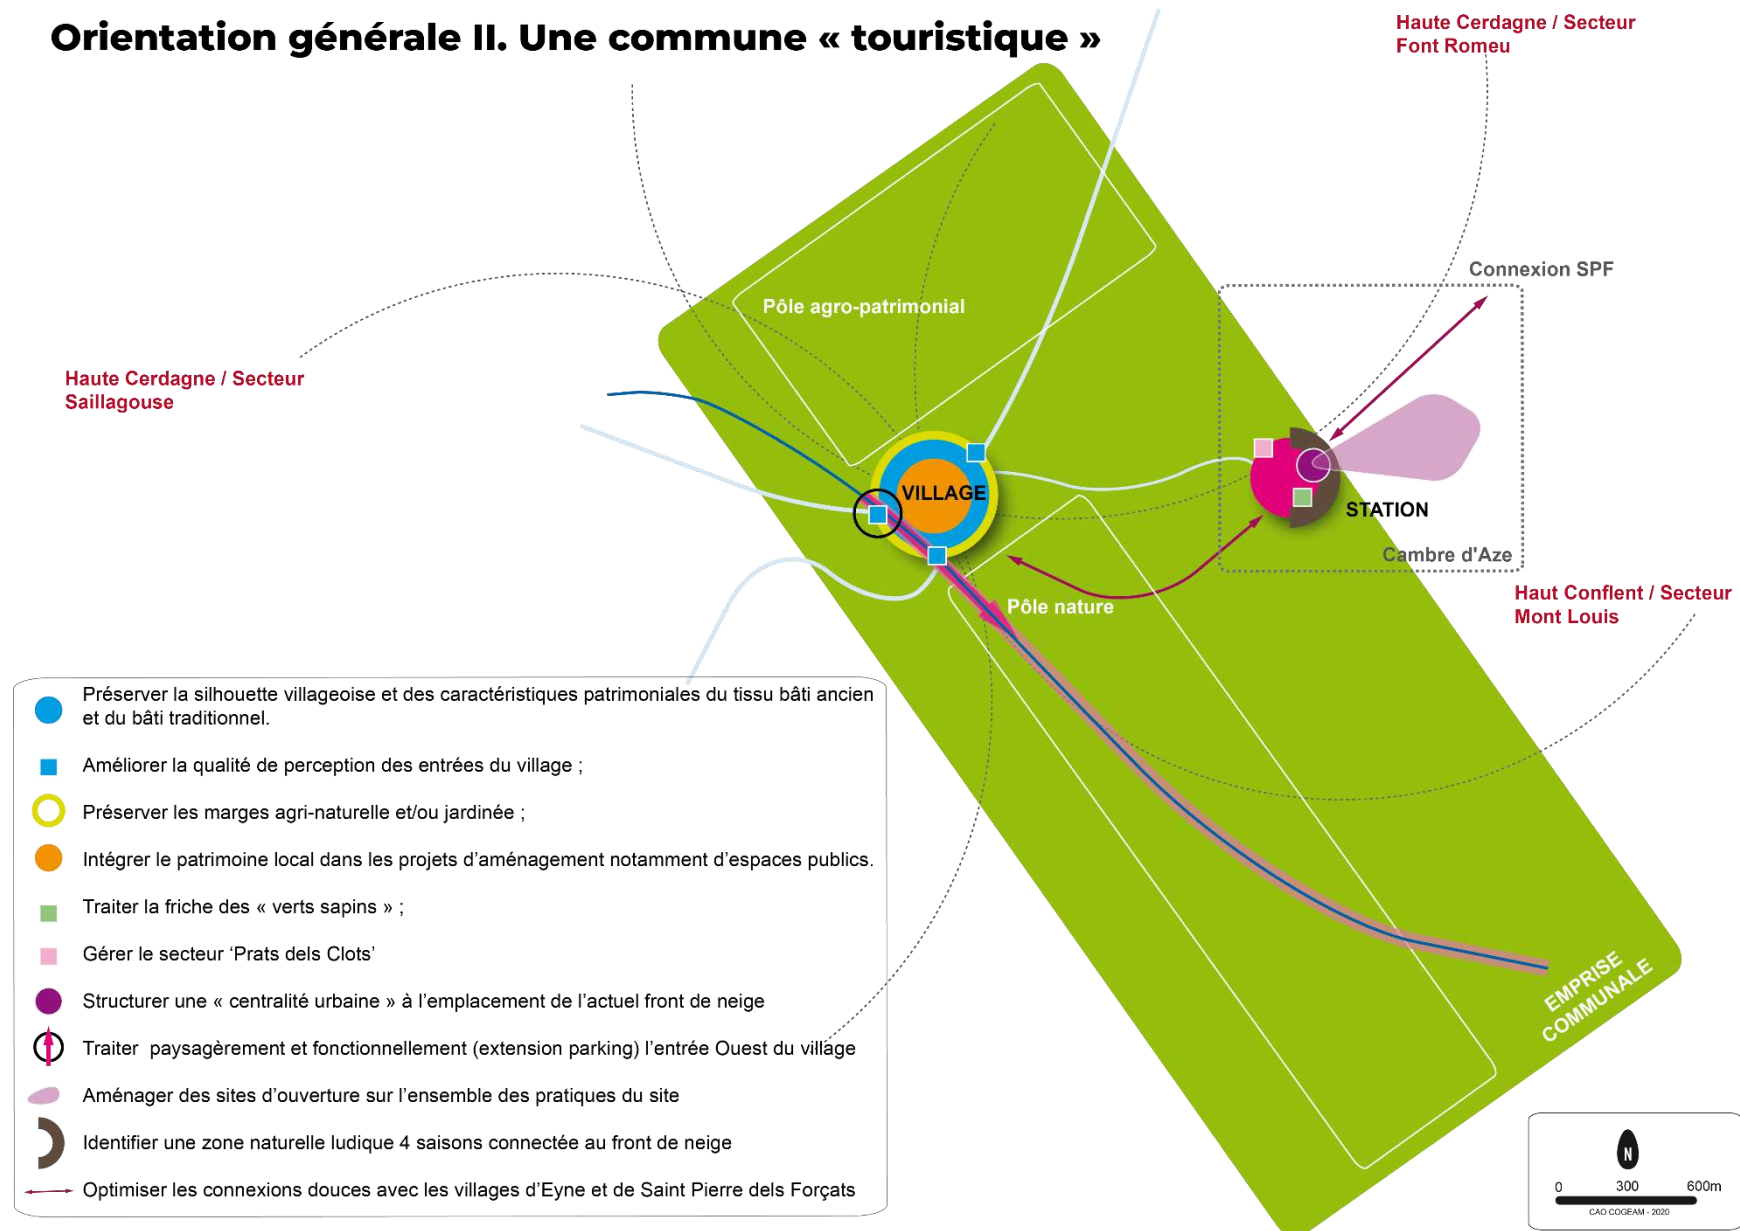 Orientation générale II. Une commune « touristique »
Haute Cerdagne / Secteur
Font Romeu
Connexion SPF
Pôle agro-patrimonial
Haute Cerdagne / Secteur
Saillagouse
VILLAGE
STATION
Cambre d'Aze
Haut Conflent / Secteur
Mont Louis
Pôle nature
Préserver la silhouette villageoise et des caractéristiques patrimoniales du tissu bâti ancien
et du bâti traditionnel.
Améliorer la qualité de perception des entrées du village ;
Préserver les marges agri-naturelle et/ou jardinée ;
Intégrer le patrimoine local dans les projets d’aménagement notamment d’espaces publics.
Traiter la friche des « verts sapins » ;
Gérer le secteur ‘Prats dels Clots’
Structurer une « centralité urbaine » à l’emplacement de l’actuel front de neige
Traiter paysagèrement et fonctionnellement (extension parking) l’entrée Ouest du village
Aménager des sites d’ouverture sur l’ensemble des pratiques du site
Identifier une zone naturelle ludique 4 saisons connectée au front de neige
Optimiser les connexions douces avec les villages d’Eyne et de Saint Pierre dels Forçats
EMPRISE
COMMUNALE
N
0 300 600m
CAO COGEAM - 2020